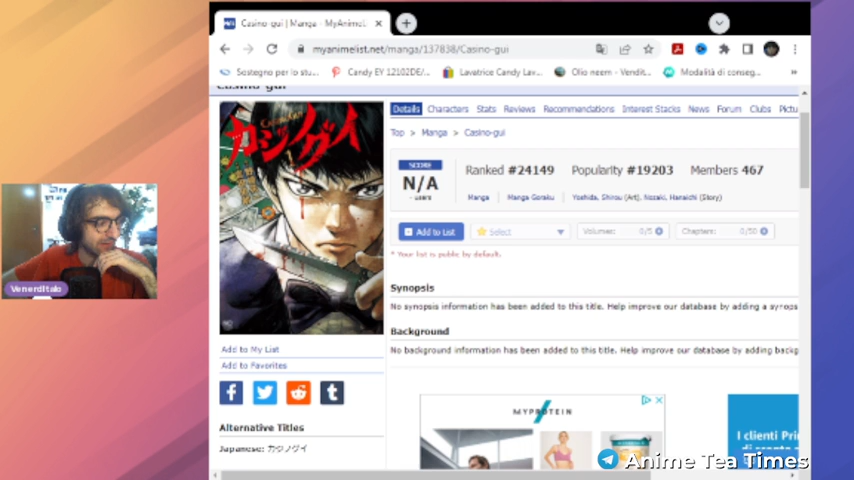 Casino-gui | Manga - MyAnimeL
myanimelist.net/manga/137838/Casino-gui
Sostegno per lo stu...
Candy EY 12102DE/...
Lavatrice Candy Lav...
Olio neem - Vendit...
Modalità di conseg...
»
Casino-gui
カジノグイ
Details Characters Stats Reviews Recommendations Interest Stacks News Forum Clubs Pictu
Top > Manga > Casino-gui
SCORE
N/A
- users
Ranked #24149 Popularity #19203 Members 467
Manga Manga Goraku Yoshida, Shirou (Art), Nozaki, Hanaichi (Story)
Add to List Select Volumes: 0/5 Chapters: 0/50
* Your list is public by default.
Synopsis
No synopsis information has been added to this title. Help improve our database by adding a synops
Background
No background information has been added to this title. Help improve our database by adding backg
Add to My List
Add to Favorites
Alternative Titles
Japanese: カジノグイ
MYPROTEIN
I clienti Pri
VenerdItalo
Anime Tea Times